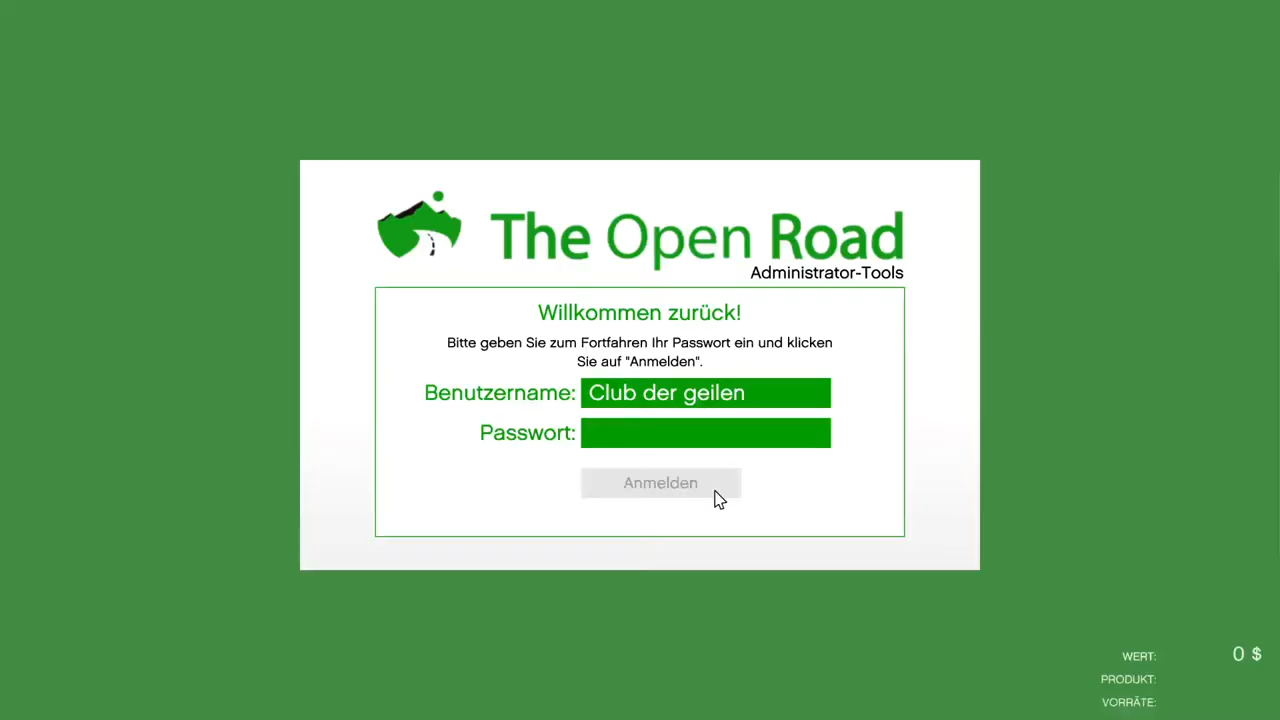 The Open Road
Administrator-Tools
Willkommen zurück!
Bitte geben Sie zum Fortfahren Ihr Passwort ein und klicken
Sie auf "Anmelden".
Benutzername: Club der geilen
Passwort:
Anmelden
WERT: 0 $
PRODUKT:
VORRÄTE: